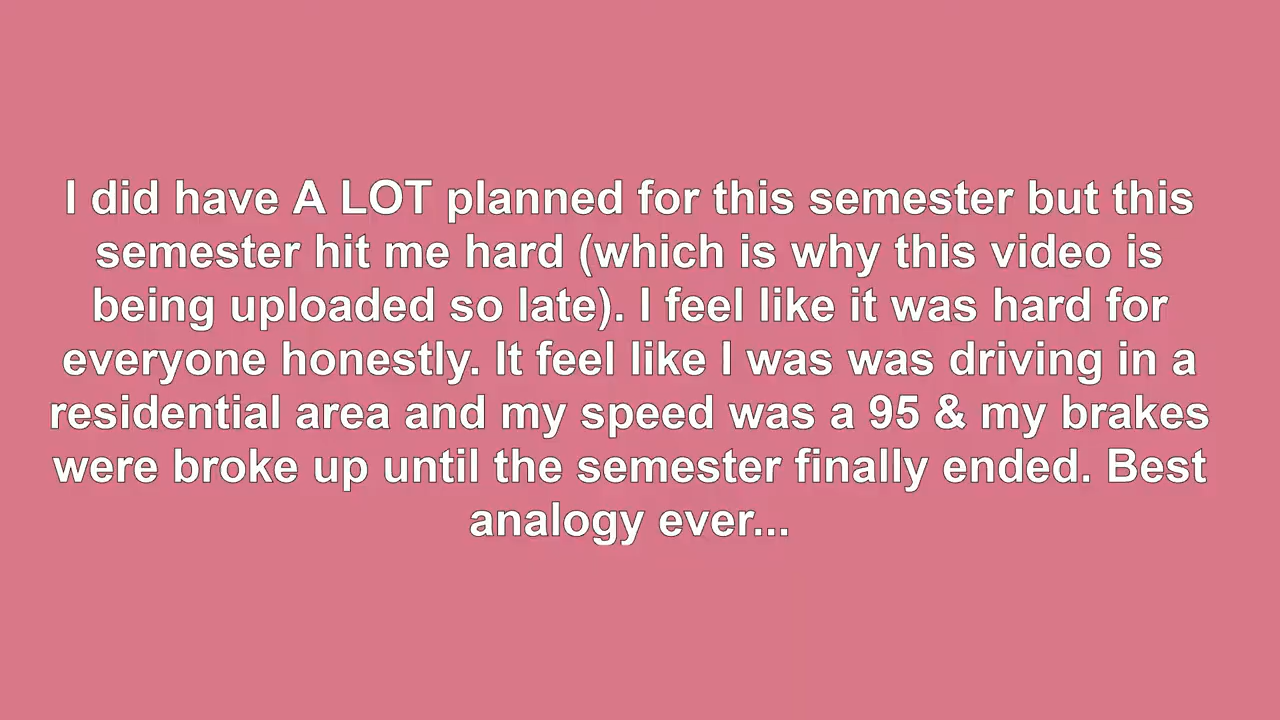 I did have A LOT planned for this semester but this
semester hit me hard (which is why this video is
being uploaded so late). I feel like it was hard for
everyone honestly. It feel like I was was driving in a
residential area and my speed was a 95 & my brakes
were broke up until the semester finally ended. Best
analogy ever...